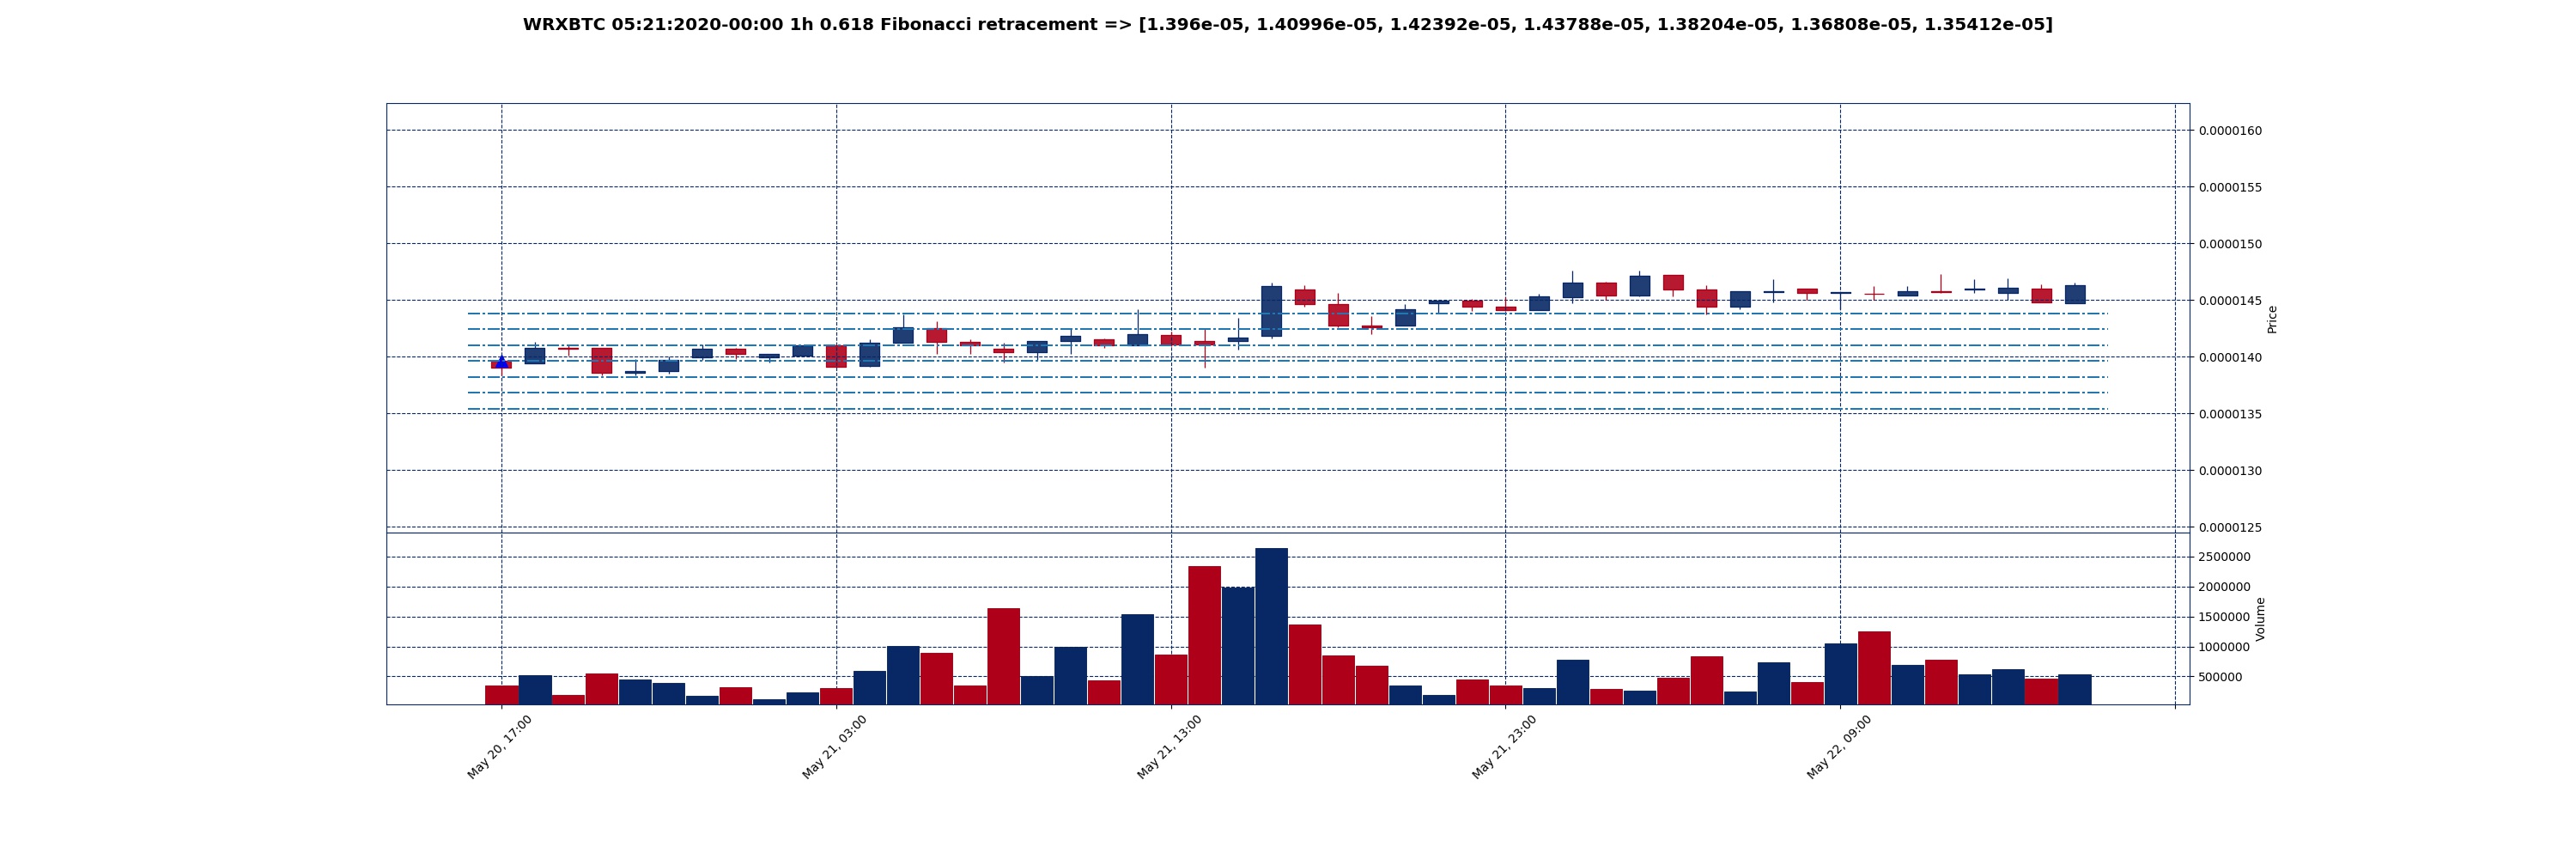 WRXBTC 05:21:2020-00:00 1h 0.618 Fibonacci retracement => [1.396e-05, 1.40996e-05, 1.42392e-05, 1.43788e-05, 1.38204e-05, 1.36808e-05, 1.35412e-05]
0.0000160
0.0000155
0.0000150
0.0000145
Price
0.0000140
0.0000135
0.0000130
0.0000125
2500000
2000000
1500000
Volume
1000000
500000
May 20, 17:00
May 21, 03:00
May 21, 13:00
May 21, 23:00
May 22, 09:00